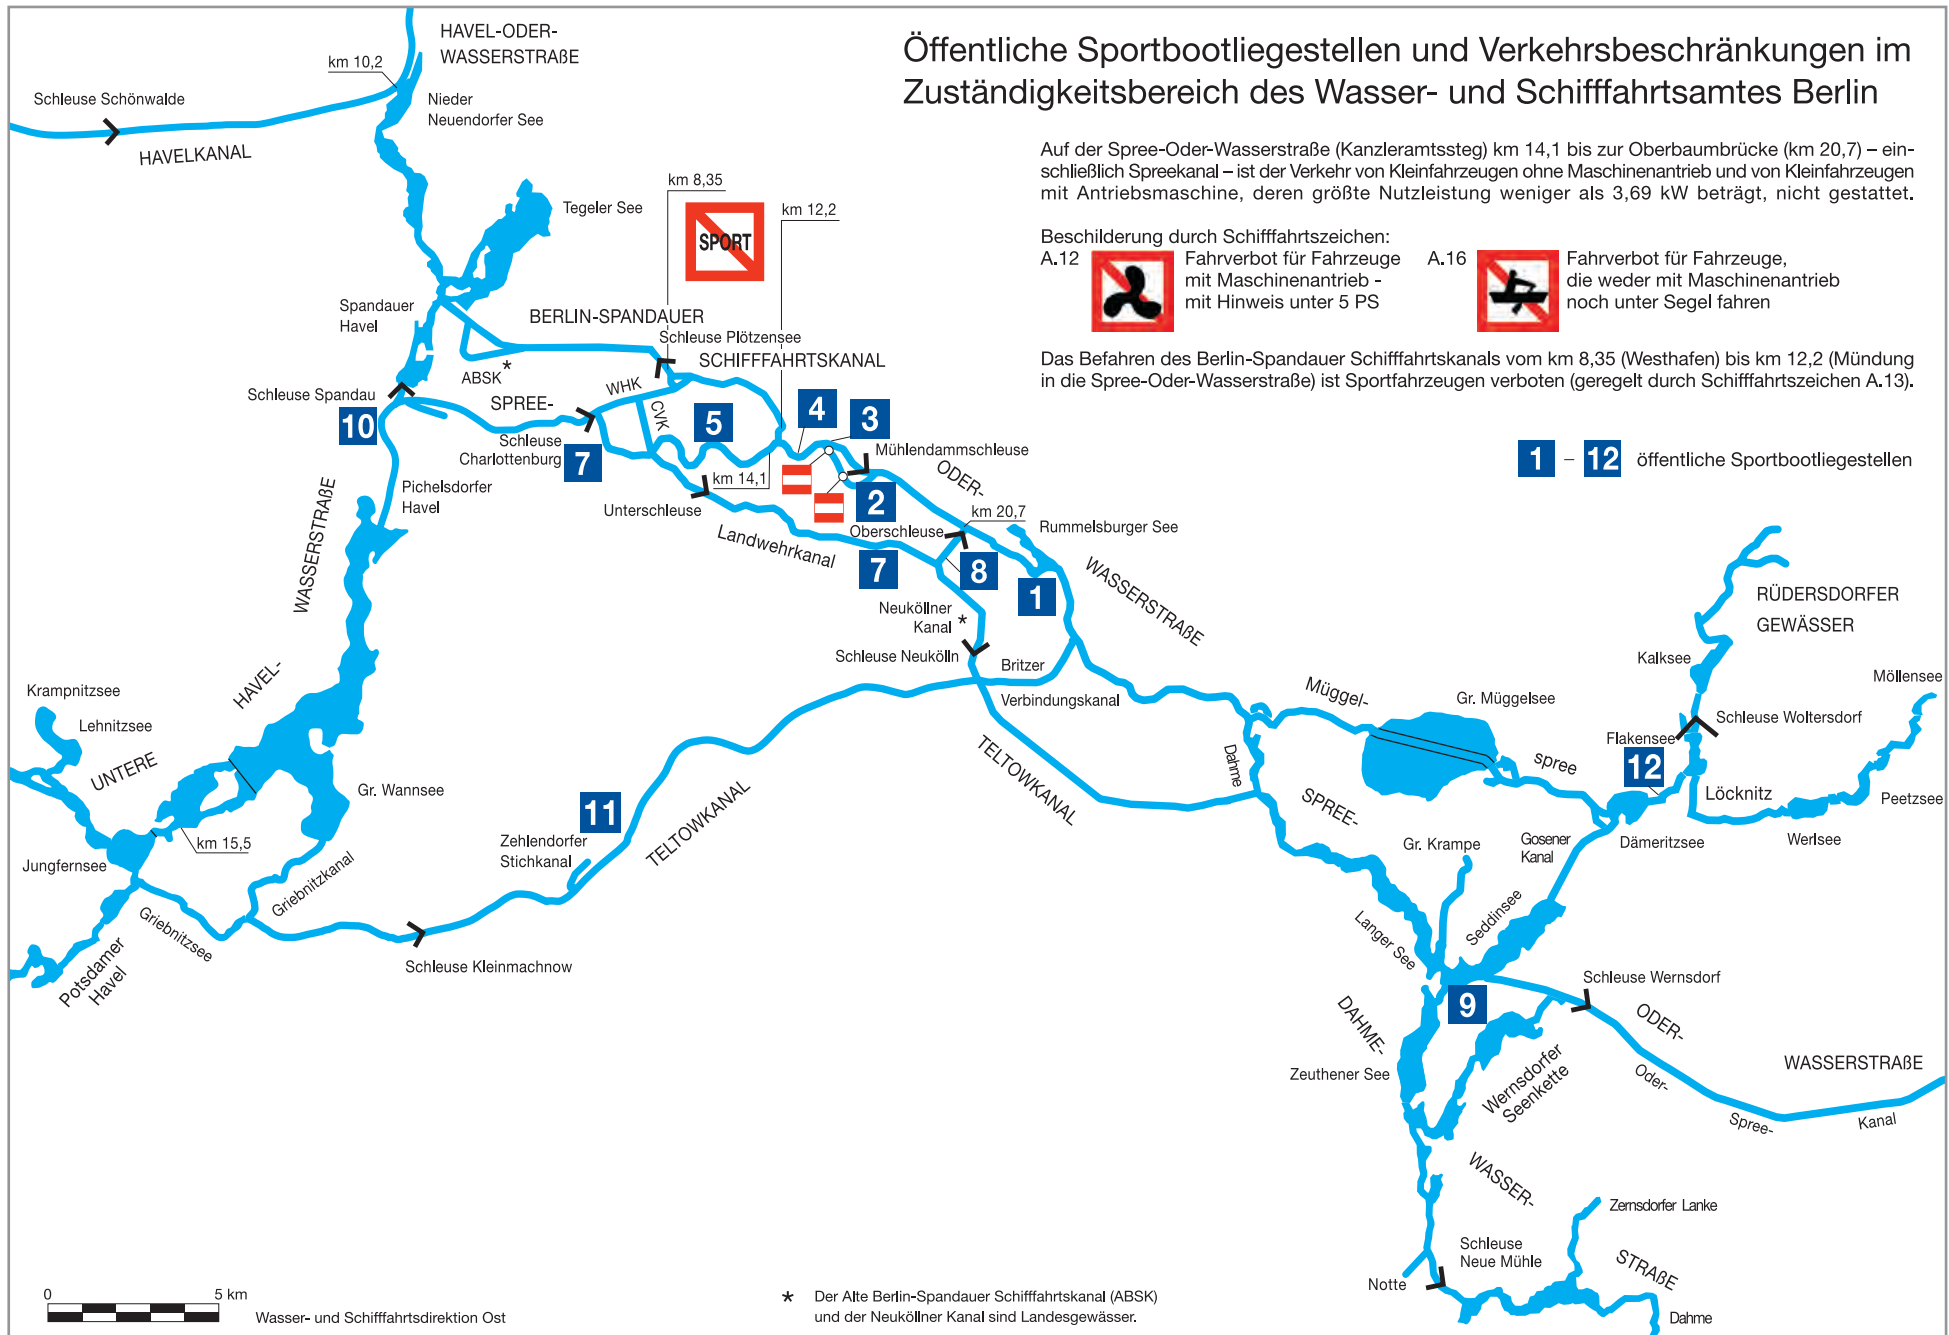 Öffentliche Sportbootliegestellen und Verkehrsbeschränkungen im
Zuständigkeitsbereich des Wasser- und Schifffahrtsamtes Berlin
Auf der Spree-Oder-Wasserstraße (Kanzleramtssteg) km 14,1 bis zur Oberbaumbrücke (km 20,7) – ein-
schließlich Spreekanal – ist der Verkehr von Kleinfahrzeugen ohne Maschinenantrieb und von Kleinfahrzeugen
mit Antriebsmaschine, deren größte Nutzleistung weniger als 3,69 kW beträgt, nicht gestattet.
Beschilderung durch Schifffahrtszeichen:
A.12
Fahrverbot für Fahrzeuge
mit Maschinenantrieb -
mit Hinweis unter 5 PS
A.16
Fahrverbot für Fahrzeuge,
die weder mit Maschinenantrieb
noch unter Segel fahren
Das Befahren des Berlin-Spandauer Schifffahrtskanals vom km 8,35 (Westhafen) bis km 12,2 (Mündung
in die Spree-Oder-Wasserstraße) ist Sportfahrzeugen verboten (geregelt durch Schifffahrtszeichen A.13).
1 – 12 öffentliche Sportbootliegestellen
HAVEL-ODER-
WASSERSTRAßE
km 10,2
Schleuse Schönwalde
Nieder
Neuendorfer See
HAVELKANAL
km 8,35
SPORT
km 12,2
Tegeler See
Spandauer
Havel
BERLIN-SPANDAUER
Schleuse Plötzensee
SCHIFFFAHRTSKANAL
ABSK *
WHK
CVK
Schleuse Spandau
10
SPREE-
Schleuse
Charlottenburg
7
5
4
3
Mühlendammschleuse
ODER-
km 14,1
2
Pichelsdorfer
Havel
Unterschleuse
Landwehrkanal
Oberschleuse
km 20,7
Rummelsburger See
7
8
1
WASSERSTRAßE
WASSERSTRAßE
Neuköllner
Kanal *
Schleuse Neukölln
Britzer
Verbindungskanal
RÜDERSDORFER
GEWÄSSER
Kalksee
Möllensee
Krampnitzsee
Lehnitzsee
HAVEL-
UNTERE
Müggel-
Gr. Müggelsee
Schleuse Woltersdorf
Flakensee
12
spree
Dahme
TELTOWKANAL
Gr. Wannsee
Löcknitz
Peetzsee
SPREE-
11
Zehlendorfer
Stichkanal
TELTOWKANAL
km 15,5
Jungfernsee
Gr. Krampe
Gosener
Kanal
Dämeritzsee
Werlsee
Griebnitzkanal
Griebnitzsee
Potsdamer
Havel
Schleuse Kleinmachnow
Langer See
Seddinsee
9
Schleuse Wernsdorf
DAHME-
ODER-
Zeuthener See
Wernsdorfer
Seenkette
Oder-
WASSERSTRAßE
Spree-
Kanal
WASSER-
Zernsdorfer Lanke
Schleuse
Neue Mühle
STRAßE
Notte
Dahme
0
5 km
Wasser- und Schifffahrtsdirektion Ost
* Der Alte Berlin-Spandauer Schifffahrtskanal (ABSK)
und der Neuköllner Kanal sind Landesgewässer.